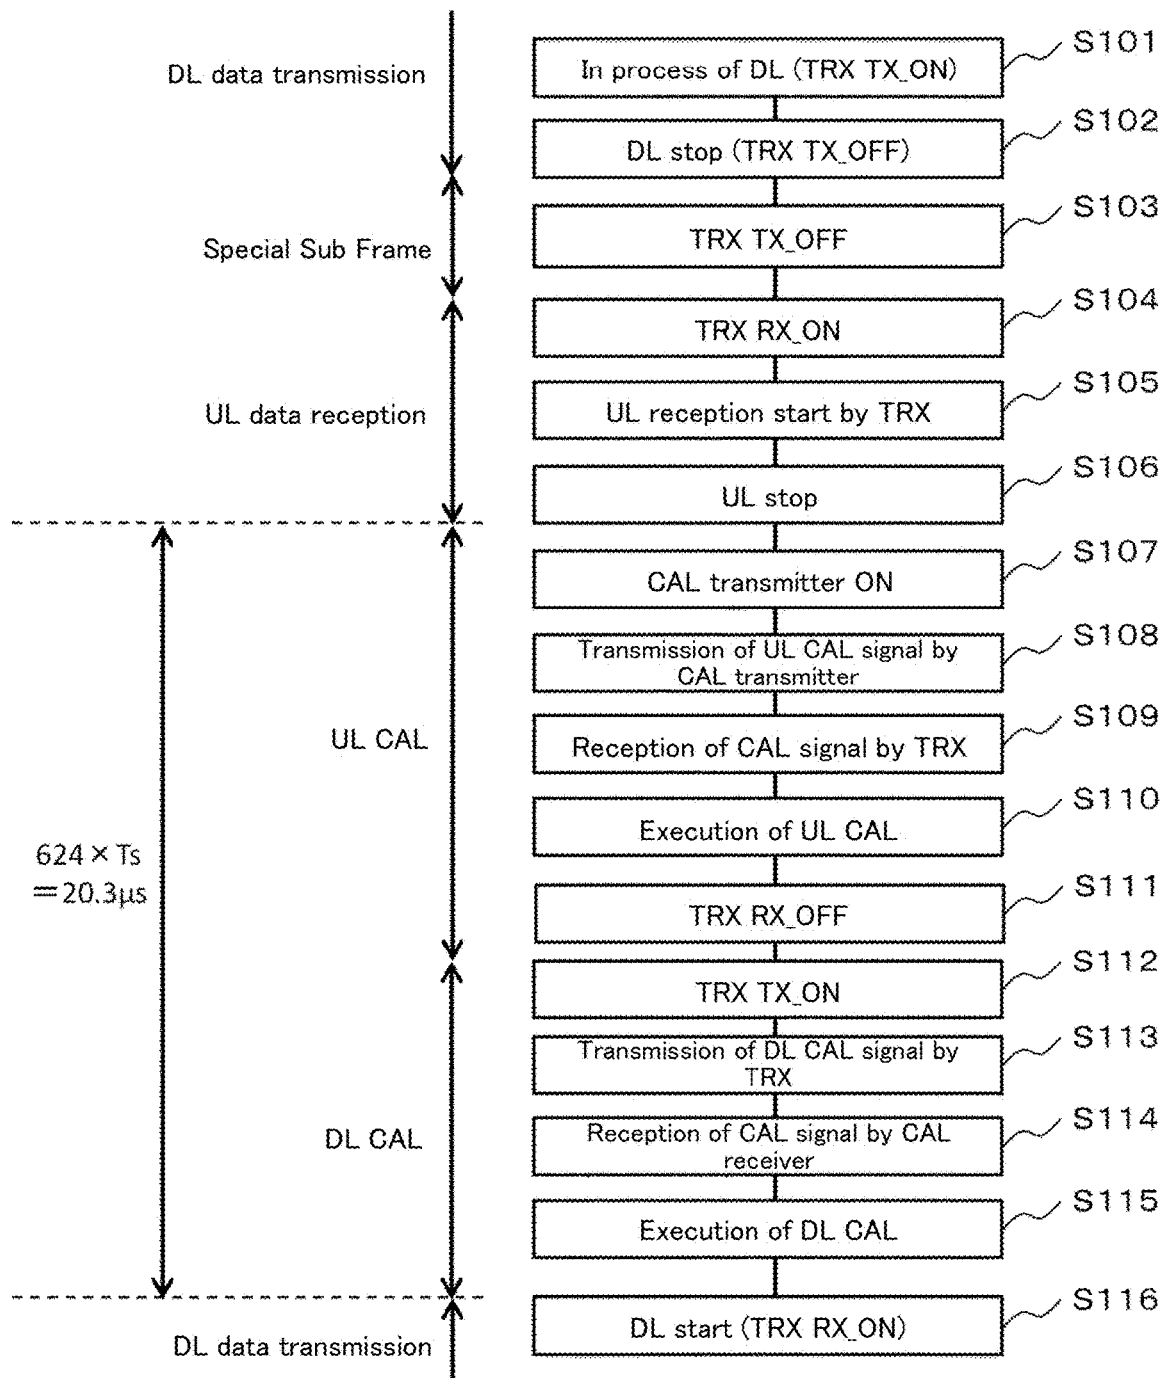 DL data transmission
In process of DL (TRX TX_ON)
S101
DL stop (TRX TX_OFF)
S102
Special Sub Frame
TRX TX_OFF
S103
TRX RX_ON
S104
UL data reception
UL reception start by TRX
S105
UL stop
S106
CAL transmitter ON
S107
Transmission of UL CAL signal by
CAL transmitter
S108
UL CAL
Reception of CAL signal by TRX
S109
Execution of UL CAL
S110
624×Ts
=20.3μs
TRX RX_OFF
S111
TRX TX_ON
S112
Transmission of DL CAL signal by
TRX
S113
DL CAL
Reception of CAL signal by CAL
receiver
S114
Execution of DL CAL
S115
DL data transmission
DL start (TRX RX_ON)
S116